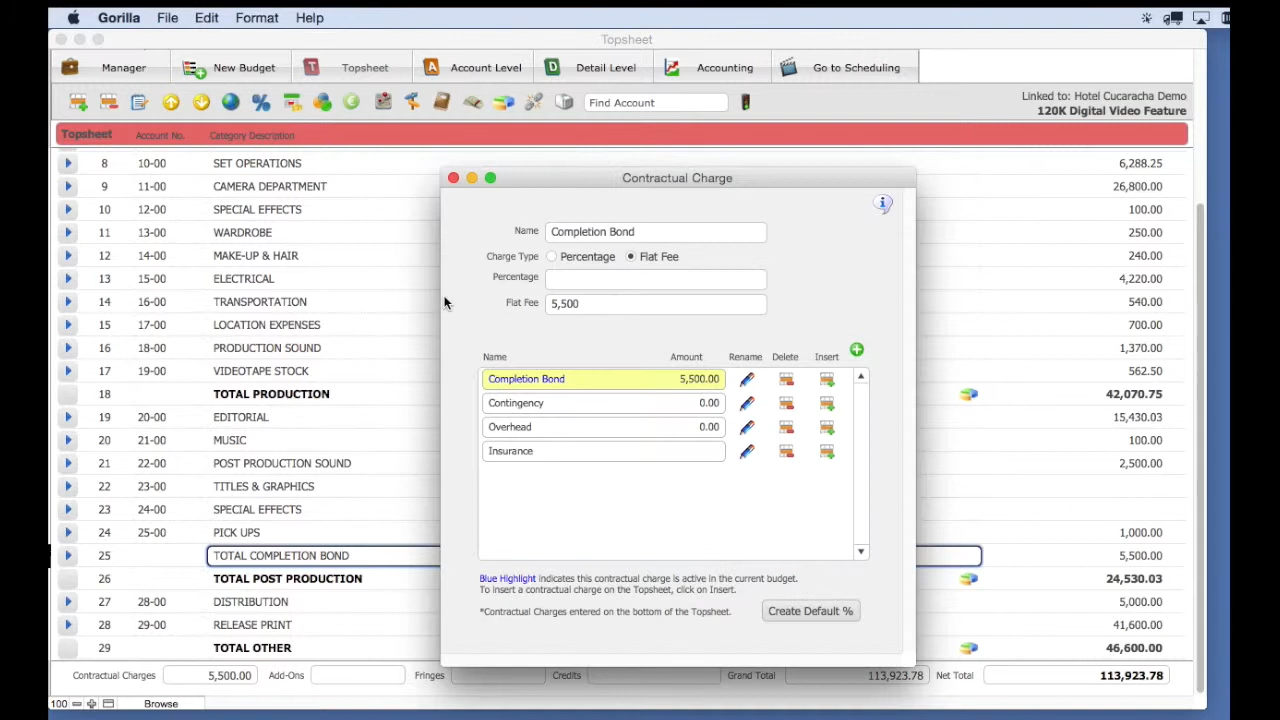 Gorilla File Edit Format Help
Topsheet
Manager New Budget Topsheet Account Level Detail Level Accounting Go to Scheduling
Find Account
Linked to: Hotel Cucaracha Demo
120K Digital Video Feature
Topsheet Account No. Category Description
8 10-00 SET OPERATIONS 6,288.25
9 11-00 CAMERA DEPARTMENT 26,800.00
10 12-00 SPECIAL EFFECTS 100.00
11 13-00 WARDROBE 250.00
12 14-00 MAKE-UP & HAIR 240.00
13 15-00 ELECTRICAL 4,220.00
14 16-00 TRANSPORTATION 540.00
15 17-00 LOCATION EXPENSES 700.00
16 18-00 PRODUCTION SOUND 1,370.00
17 19-00 VIDEOTAPE STOCK 562.50
18 TOTAL PRODUCTION 42,070.75
19 20-00 EDITORIAL 15,430.03
20 21-00 MUSIC 100.00
21 22-00 POST PRODUCTION SOUND 2,500.00
22 23-00 TITLES & GRAPHICS
23 24-00 SPECIAL EFFECTS
24 25-00 PICK UPS 1,000.00
25 TOTAL COMPLETION BOND 5,500.00
26 TOTAL POST PRODUCTION 24,530.03
27 28-00 DISTRIBUTION 5,000.00
28 29-00 RELEASE PRINT 41,600.00
29 TOTAL OTHER 46,600.00
Contractual Charges 5,500.00 Add-Ons Fringes Credits Grand Total 113,923.78 Net Total 113,923.78
100 Browse
Contractual Charge
Name Completion Bond
Charge Type Percentage Flat Fee
Percentage
Flat Fee 5,500
Name Amount Rename Delete Insert
Completion Bond 5,500.00
Contingency 0.00
Overhead 0.00
Insurance
Blue Highlight indicates this contractual charge is active in the current budget.
To insert a contractual charge on the Topsheet, click on Insert.
*Contractual Charges entered on the bottom of the Topsheet.
Create Default %